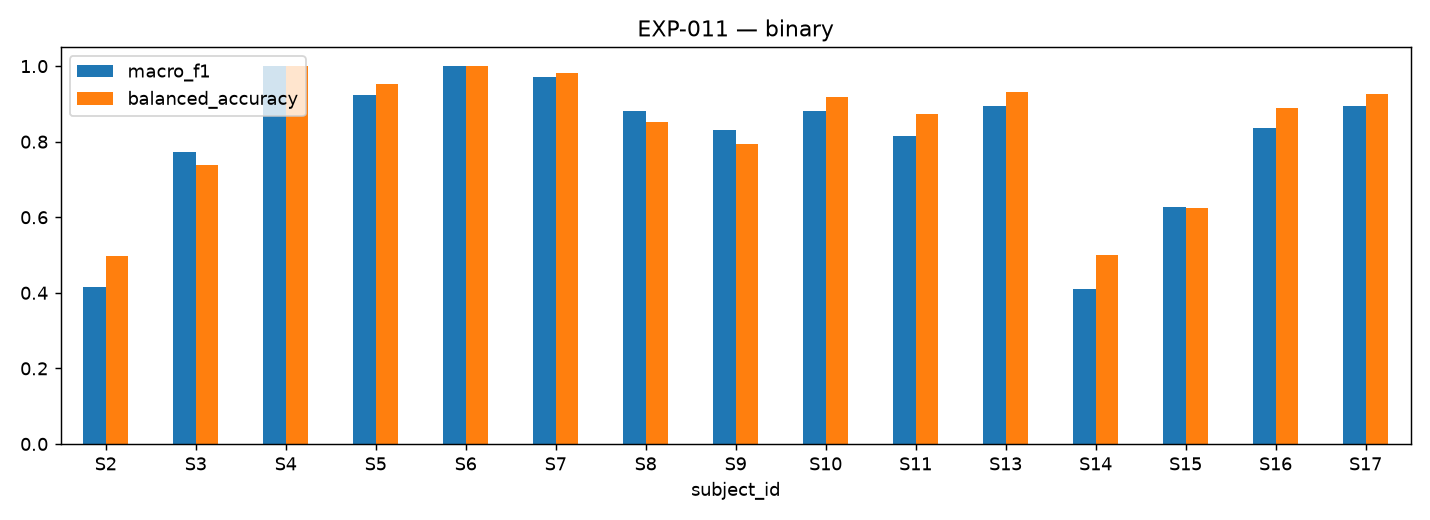 EXP-011 — binary
macro_f1
balanced_accuracy
1.0
0.8
0.6
0.4
0.2
0.0
S2 S3 S4 S5 S6 S7 S8 S9 S10 S11 S13 S14 S15 S16 S17
subject_id